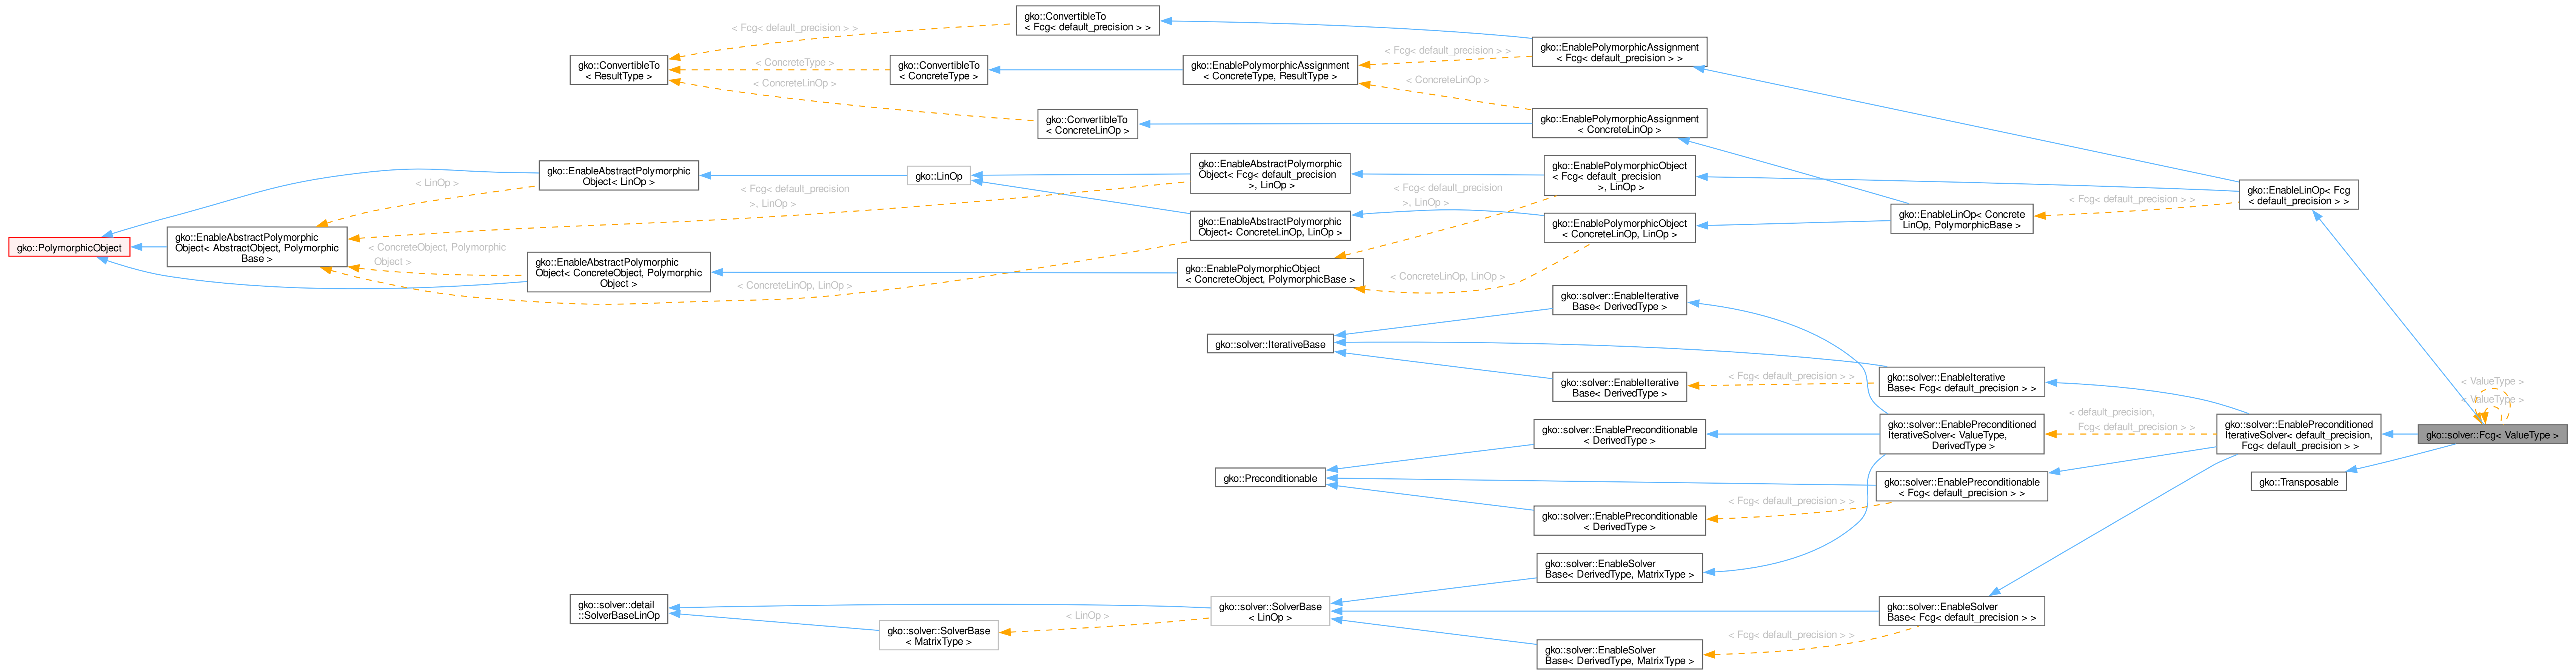 gko::ConvertibleTo
< Fcg< default_precision > >
< Fcg< default_precision > >
gko::EnablePolymorphicAssignment
< Fcg< default_precision > >
< Fcg< default_precision > >
gko::ConvertibleTo
< ResultType >
< ConcreteType >
gko::ConvertibleTo
< ConcreteType >
gko::EnablePolymorphicAssignment
< ConcreteType, ResultType >
< ConcreteLinOp >
< ConcreteLinOp >
gko::ConvertibleTo
< ConcreteLinOp >
gko::EnablePolymorphicAssignment
< ConcreteLinOp >
gko::EnableAbstractPolymorphic
Object< LinOp >
< LinOp >
gko::LinOp
gko::EnableAbstractPolymorphic
Object< Fcg< default_precision
>, LinOp >
gko::EnablePolymorphicObject
< Fcg< default_precision
>, LinOp >
< Fcg< default_precision
>, LinOp >
< Fcg< default_precision
>, LinOp >
gko::EnableLinOp< Fcg
< default_precision > >
< Fcg< default_precision > >
gko::EnableLinOp< Concrete
LinOp, PolymorphicBase >
gko::EnableAbstractPolymorphic
Object< ConcreteLinOp, LinOp >
gko::EnablePolymorphicObject
< ConcreteLinOp, LinOp >
gko::PolymorphicObject
gko::EnableAbstractPolymorphic
Object< AbstractObject, Polymorphic
Base >
< ConcreteObject, Polymorphic
Object >
gko::EnableAbstractPolymorphic
Object< ConcreteObject, Polymorphic
Object >
< ConcreteLinOp, LinOp >
gko::EnablePolymorphicObject
< ConcreteObject, PolymorphicBase >
< ConcreteLinOp, LinOp >
gko::solver::EnableIterative
Base< DerivedType >
gko::solver::IterativeBase
gko::solver::EnableIterative
Base< DerivedType >
< Fcg< default_precision > >
gko::solver::EnableIterative
Base< Fcg< default_precision > >
gko::solver::EnablePreconditionable
< DerivedType >
gko::solver::EnablePreconditioned
IterativeSolver< ValueType,
DerivedType >
< default_precision,
Fcg< default_precision > >
gko::solver::EnablePreconditioned
IterativeSolver< default_precision,
Fcg< default_precision > >
< ValueType >
< ValueType >
gko::solver::Fcg< ValueType >
gko::Preconditionable
gko::solver::EnablePreconditionable
< Fcg< default_precision > >
gko::Transposable
< Fcg< default_precision > >
gko::solver::EnablePreconditionable
< DerivedType >
gko::solver::EnableSolver
Base< DerivedType, MatrixType >
gko::solver::detail
::SolverBaseLinOp
gko::solver::SolverBase
< LinOp >
gko::solver::EnableSolver
Base< Fcg< default_precision > >
gko::solver::SolverBase
< MatrixType >
< LinOp >
< Fcg< default_precision > >
gko::solver::EnableSolver
Base< DerivedType, MatrixType >